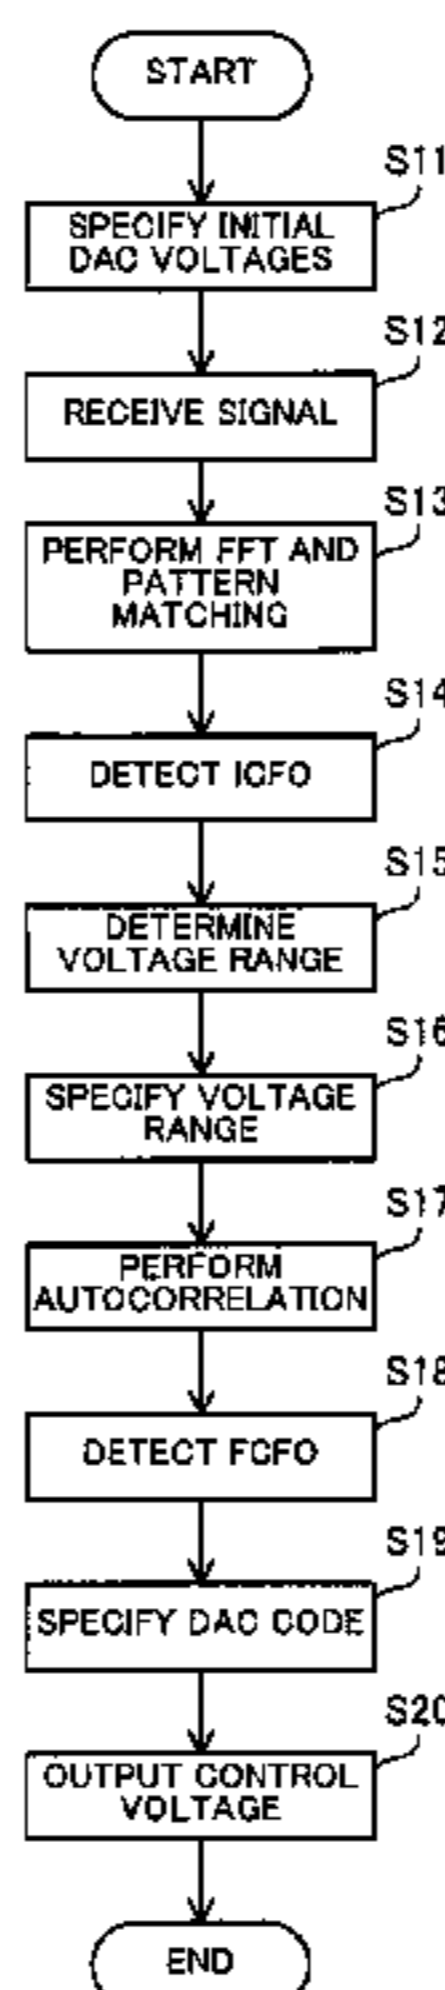 START
S11
SPECIFY INITIAL
DAC VOLTAGES
S12
RECEIVE SIGNAL
S13
PERFORM FFT AND
PATTERN
MATCHING
S14
DETECT ICFO
S15
DETERMINE
VOLTAGE RANGE
S16
SPECIFY VOLTAGE
RANGE
S17
PERFORM
AUTOCORRELATION
S18
DETECT FCFO
S19
SPECIFY DAC CODE
S20
OUTPUT CONTROL
VOLTAGE
END